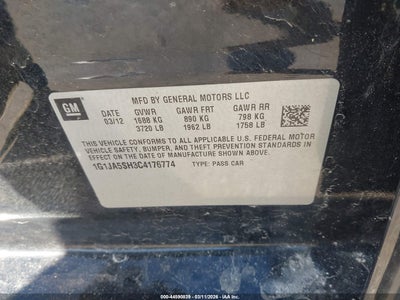 MFD BY GENERAL MOTORS LLC
GM
DATE GVWR GAWR FRT GAWR RR
03/12 1688 KG 890 KG 798 KG
3720 LB 1962 LB 1758 LB
THIS VEHICLE CONFORMS TO ALL APPLICABLE U.S. FEDERAL MOTOR
VEHICLE SAFETY, BUMPER, AND THEFT PREVENTION STANDARDS
IN EFFECT ON THE DATE OF MANUFACTURE SHOWN ABOVE.
1G1JA5SH3C4176774 TYPE: PASS CAR
000-44590039 | 03/11/2026 | COPART